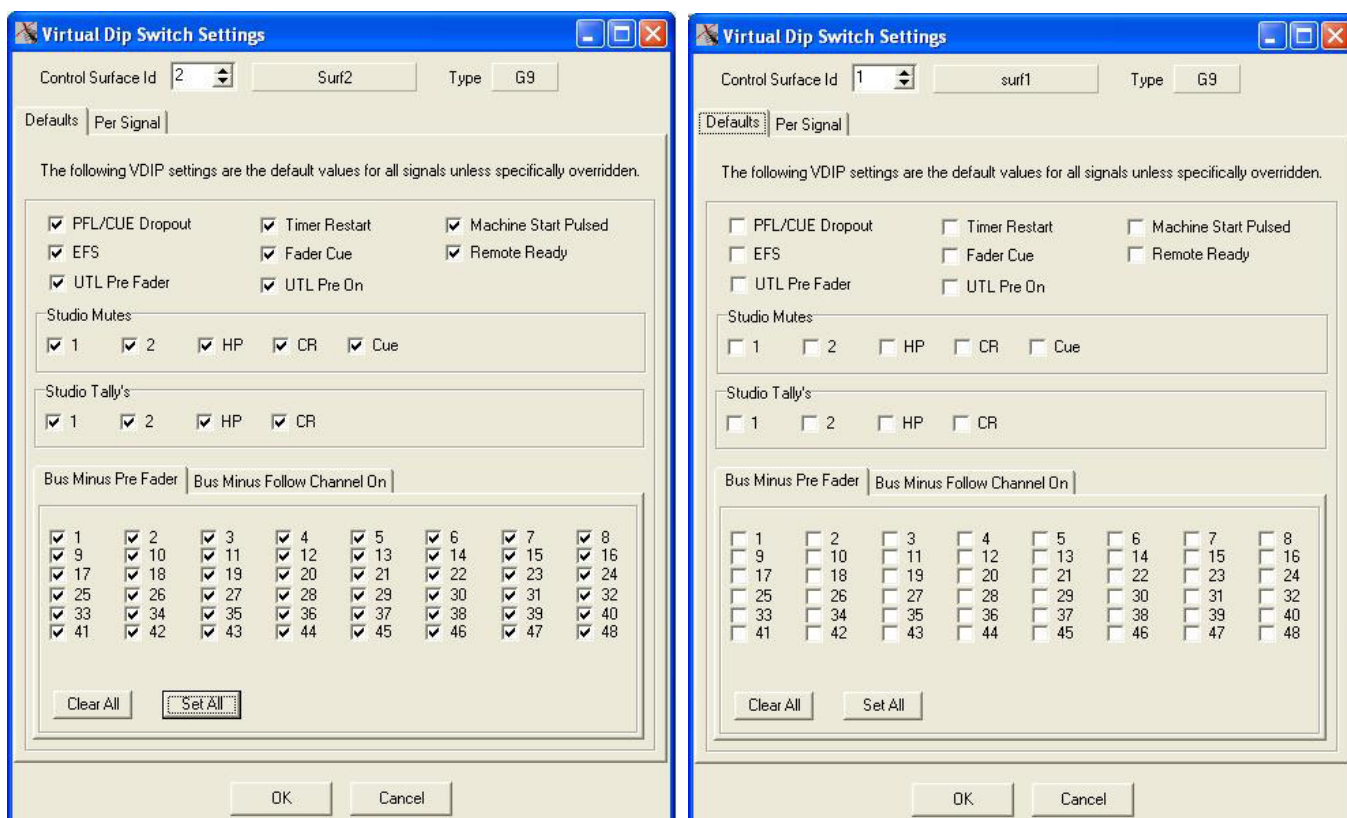 Virtual Dip Switch Settings
Control Surface Id 2 Surf2 Type G9
Defaults Per Signal
The following VDIP settings are the default values for all signals unless specifically overridden.
PFL/CUE Dropout Timer Restart Machine Start Pulsed
EFS Fader Cue Remote Ready
UTL Pre Fader UTL Pre On
Studio Mutes
1 2 HP CR Cue
Studio Tally's
1 2 HP CR
Bus Minus Pre Fader Bus Minus Follow Channel On
1 2 3 4 5 6 7 8
9 10 11 12 13 14 15 16
17 18 19 20 21 22 23 24
25 26 27 28 29 30 31 32
33 34 35 36 37 38 39 40
41 42 43 44 45 46 47 48
Clear All Set All
OK Cancel
Virtual Dip Switch Settings
Control Surface Id 1 surf1 Type G9
Defaults Per Signal
The following VDIP settings are the default values for all signals unless specifically overridden.
PFL/CUE Dropout Timer Restart Machine Start Pulsed
EFS Fader Cue Remote Ready
UTL Pre Fader UTL Pre On
Studio Mutes
1 2 HP CR Cue
Studio Tally's
1 2 HP CR
Bus Minus Pre Fader Bus Minus Follow Channel On
1 2 3 4 5 6 7 8
9 10 11 12 13 14 15 16
17 18 19 20 21 22 23 24
25 26 27 28 29 30 31 32
33 34 35 36 37 38 39 40
41 42 43 44 45 46 47 48
Clear All Set All
OK Cancel